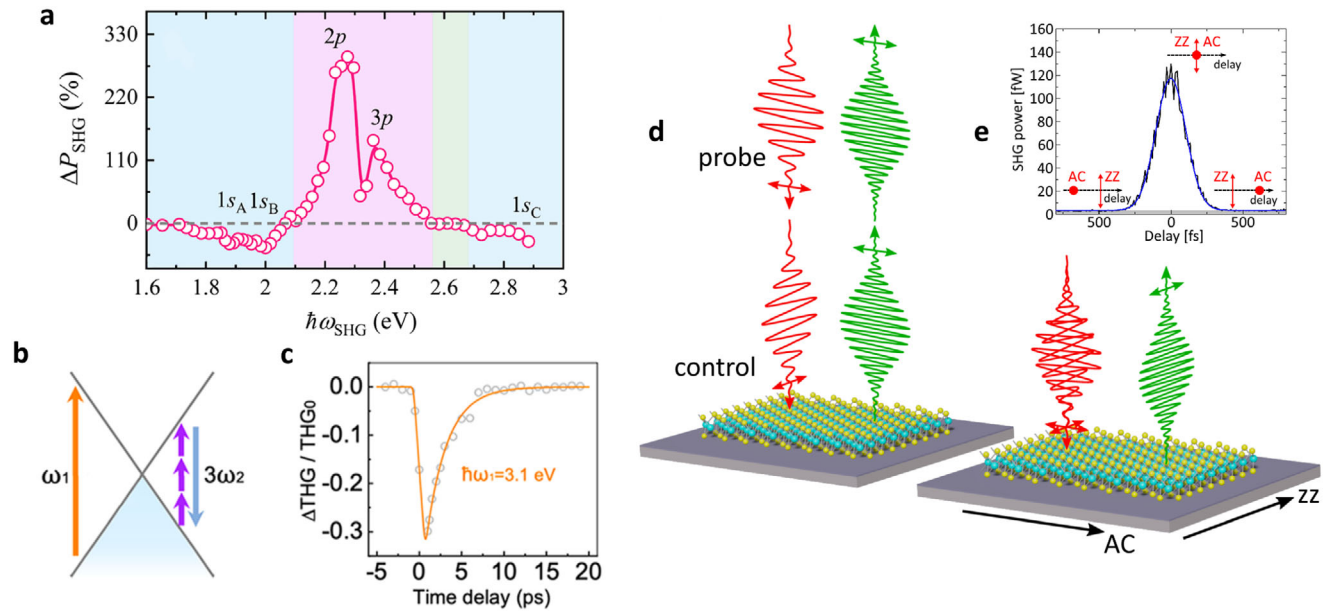 a
330
220
110
0
ΔP_SHG (%)
2p
3p
1s_A 1s_B
1s_C
1.6 1.8 2 2.2 2.4 2.6 2.8 3
ℏω_SHG (eV)
b
ω₁
3ω₂
c
0.0
-0.1
-0.2
-0.3
ΔTHG / THG₀
ħω₁=3.1 eV
-5 0 5 10 15 20
Time delay (ps)
d
probe
control
e
160
140
120
100
80
60
40
20
0
SHG power [fW]
ZZ AC
delay
AC ZZ
delay
ZZ AC
delay
500 0 500
Delay [fs]
AC
ZZ